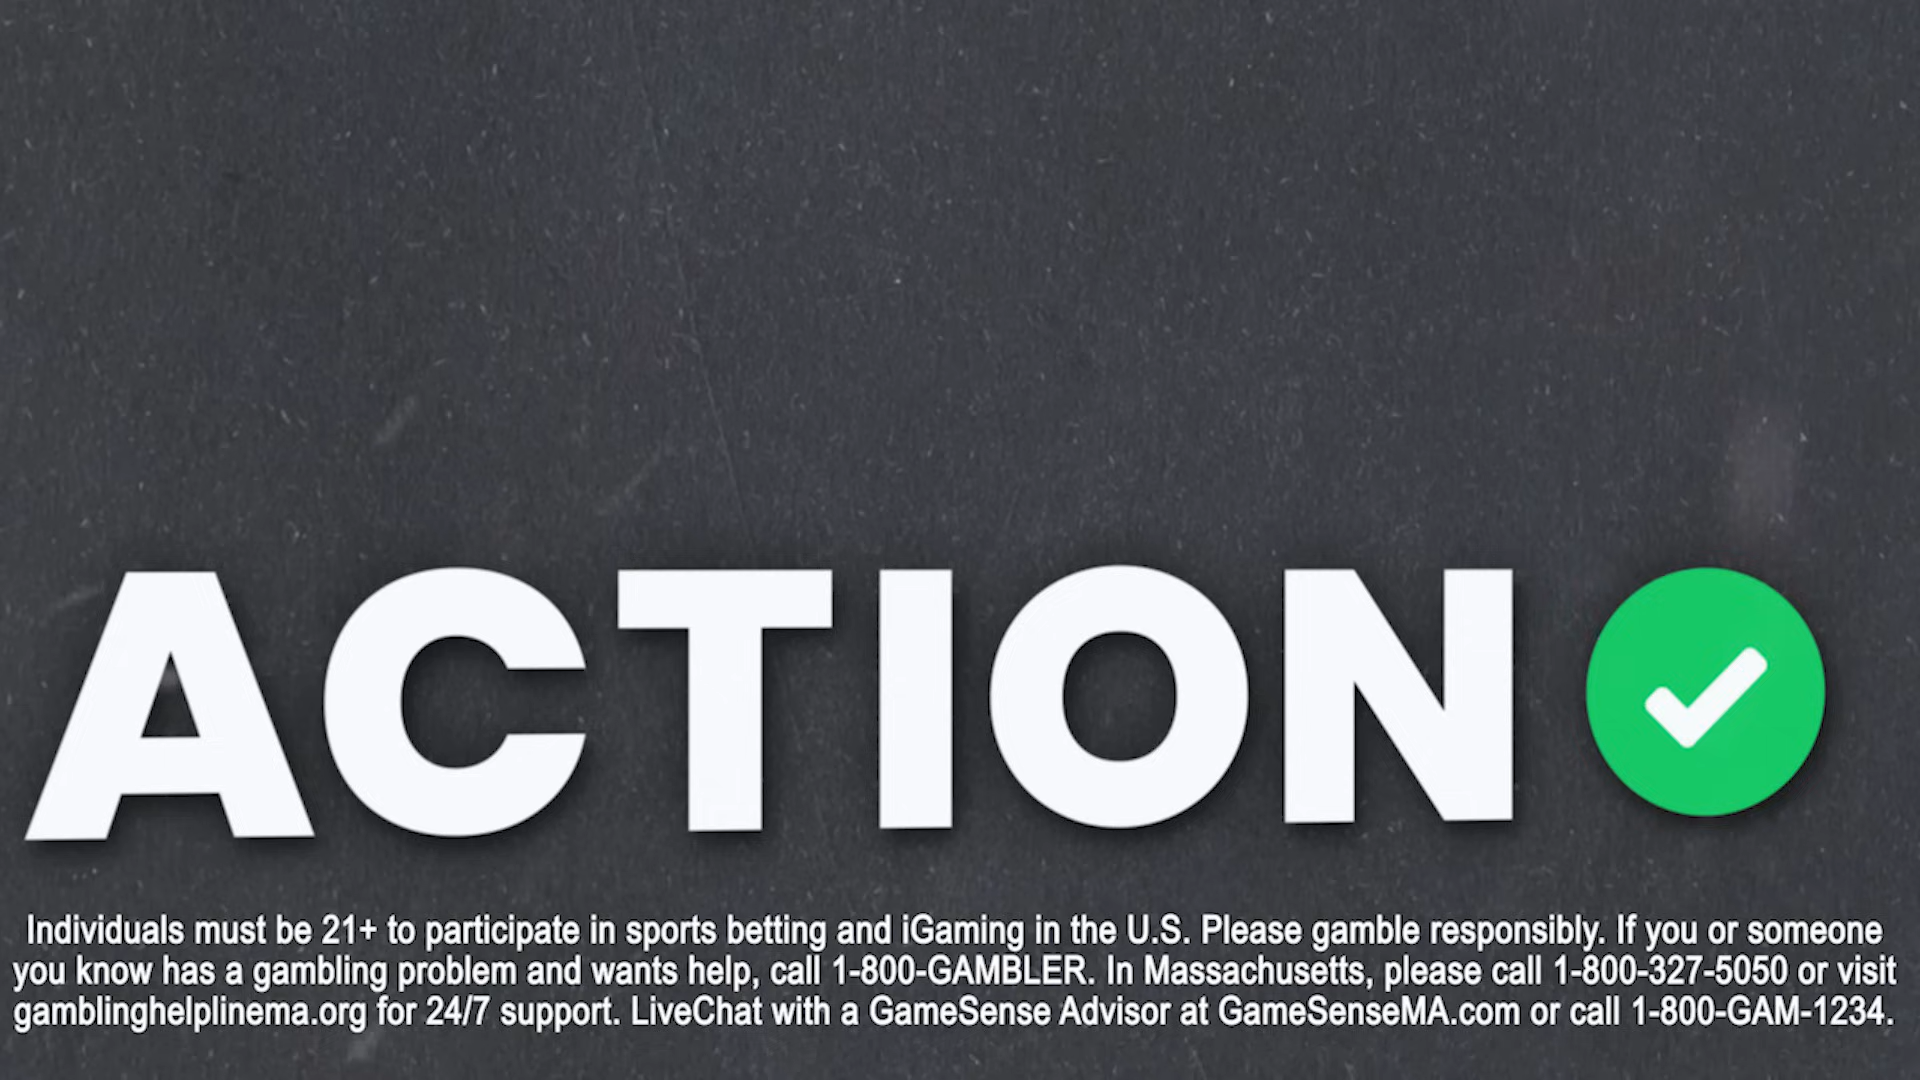 ACTION
Individuals must be 21+ to participate in sports betting and iGaming in the U.S. Please gamble responsibly. If you or someone
you know has a gambling problem and wants help, call 1-800-GAMBLER. In Massachusetts, please call 1-800-327-5050 or visit
gamblinghelplinema.org for 24/7 support. LiveChat with a GameSense Advisor at GameSenseMA.com or call 1-800-GAM-1234.